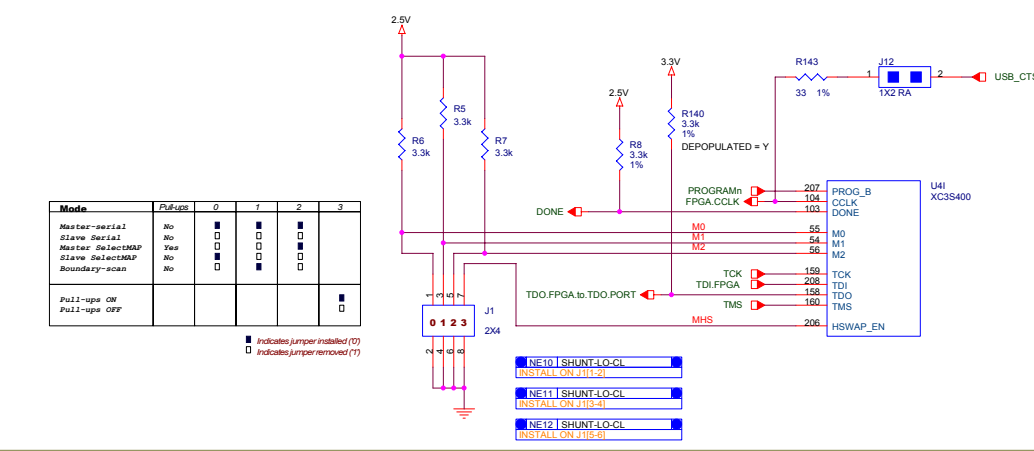 2.5V
R6
3.3k
R5
3.3k
R7
3.3k
2.5V
R8
3.3k
1%
3.3V
R140
3.3k
1%
DEPOPULATED = Y
R143
33 1%
J12
1 2
1X2 RA
USB_CTS
PROGRAMn 207 PROG_B
FPGA.CCLK 104 CCLK
DONE 103 DONE
U4I
XC3S400
M0 55 M0
M1 54 M1
M2 56 M2
TCK 159 TCK
TDI.FPGA 208 TDI
TDO.FPGA.to.TDO.PORT 158 TDO
TMS 160 TMS
MHS 206 HSWAP_EN
Mode Pull-ups 0 1 2 3
Master-serial No
Slave Serial No
Master SelectMAP Yes
Slave SelectMAP No
Boundary-scan No
Pull-ups ON
Pull-ups OFF
Indicates jumper installed ('0')
Indicates jumper removed ('1')
1 3 5 7
0 1 2 3
2 4 6 8
J1
2X4
NE10 SHUNT-LO-CL
INSTALL ON J1[1-2]
NE11 SHUNT-LO-CL
INSTALL ON J1[3-4]
NE12 SHUNT-LO-CL
INSTALL ON J1[5-6]